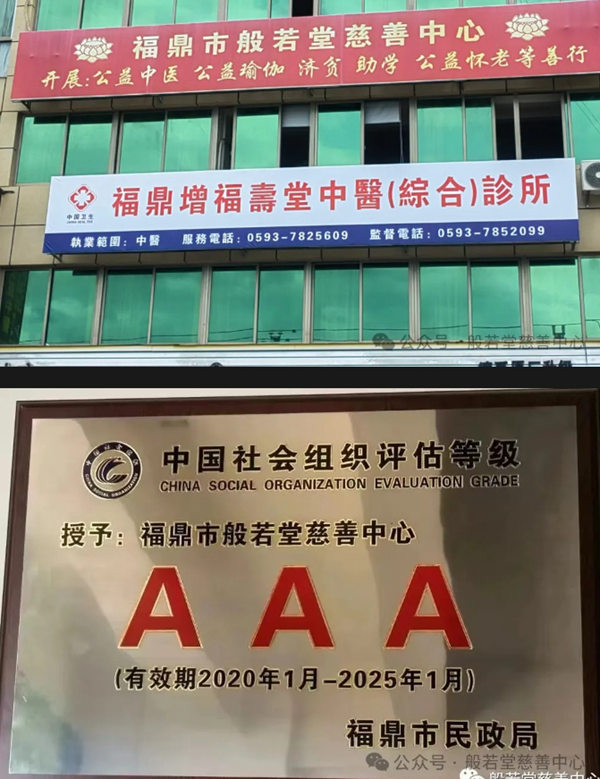 福鼎市般若堂慈善中心
开展:公益中医 公益瑜伽 济贫 助学 公益怀老等善行
中国卫生
福鼎增福壽堂中醫(綜合)診所
執業範圍: 中醫 服務電話: 0593-7825609 監督電話: 0593-7852099
公众号·般若堂慈善中心
中国社会组织评估等级
CHINA SOCIAL ORGANIZATION EVALUATION GRADE
授予: 福鼎市般若堂慈善中心
AAA
(有效期2020年1月-2025年1月)
福鼎市民政局
公众号·般若堂慈善中心
般若堂慈善中心